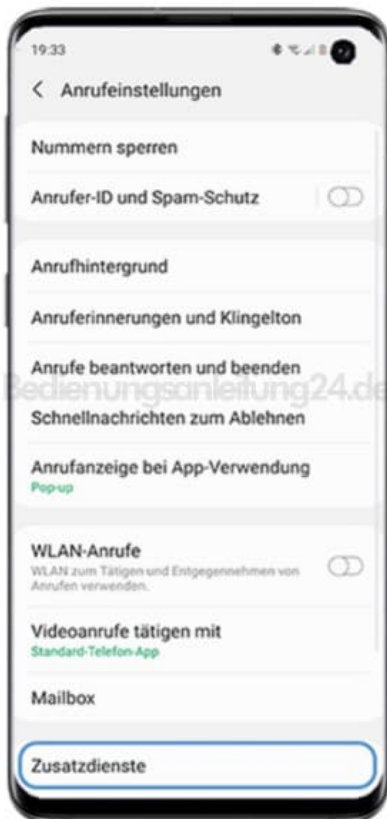 19:33
Anrufeinstellungen
Nummern sperren
Anrufer-ID und Spam-Schutz
Anrufhintergrund
Anruferinnerungen und Klingelton
Anrufe beantworten und beenden
Bedienungsanleitung24.de
Schnellnachrichten zum Ablehnen
Anrufanzeige bei App-Verwendung
Pop-up
WLAN-Anrufe
WLAN zum Tätigen und Entgegennehmen von
Anrufen verwenden.
Videoanrufe tätigen mit
Standard-Telefon-App
Mailbox
Zusatzdienste